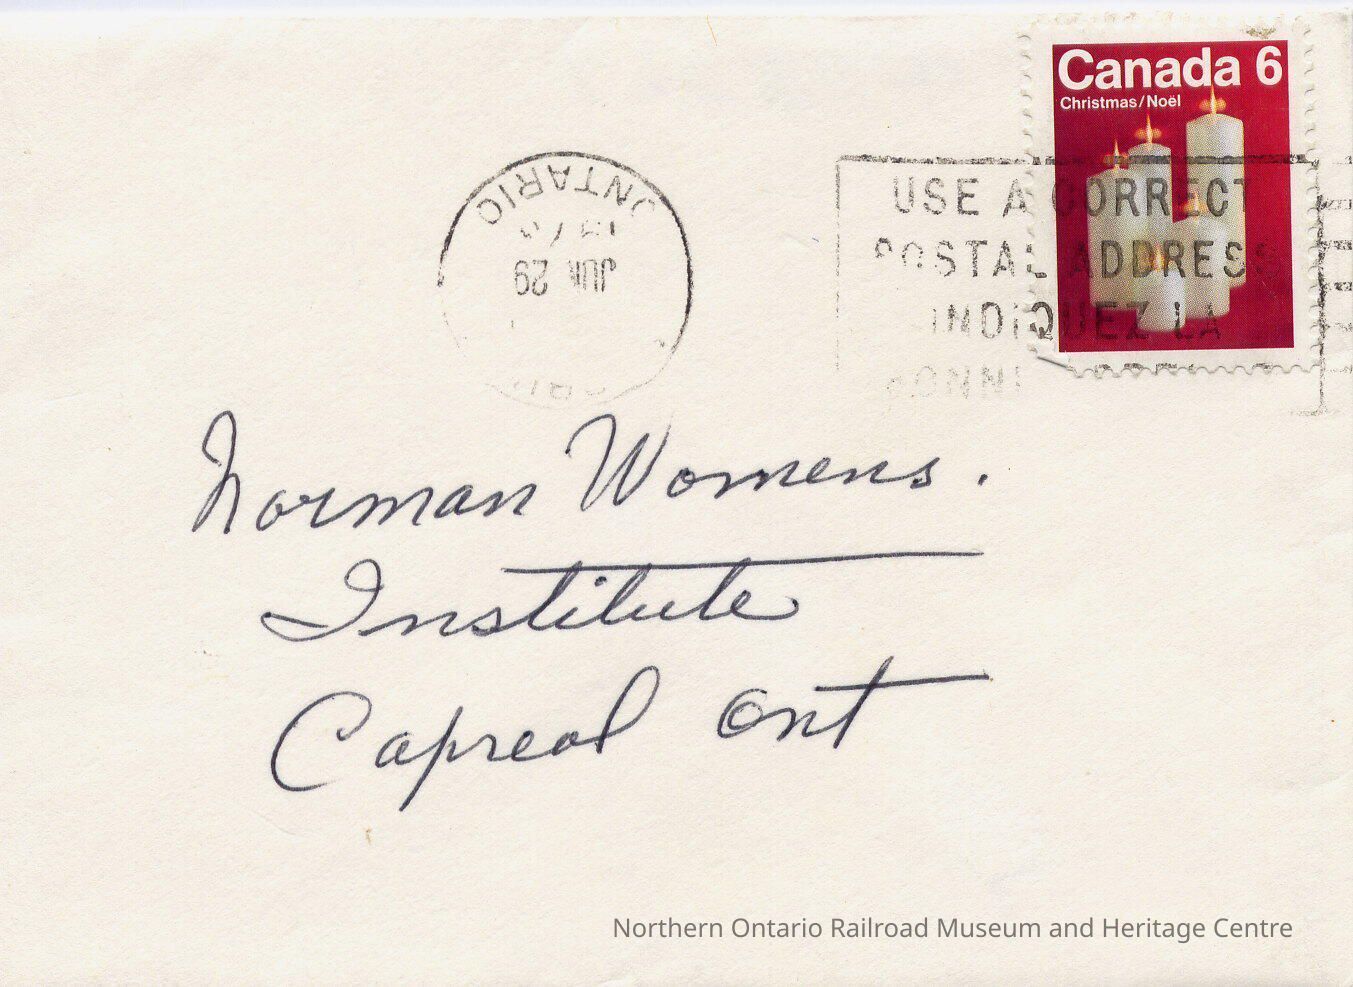 Canada 6
Christmas/Noël
ONTARIO
JUN 29
USE A CORRECT
POSTAL ADDRESS
INDIQUEZ LA
Norman Womens.
Institute
Capreol Ont
Northern Ontario Railroad Museum and Heritage Centre